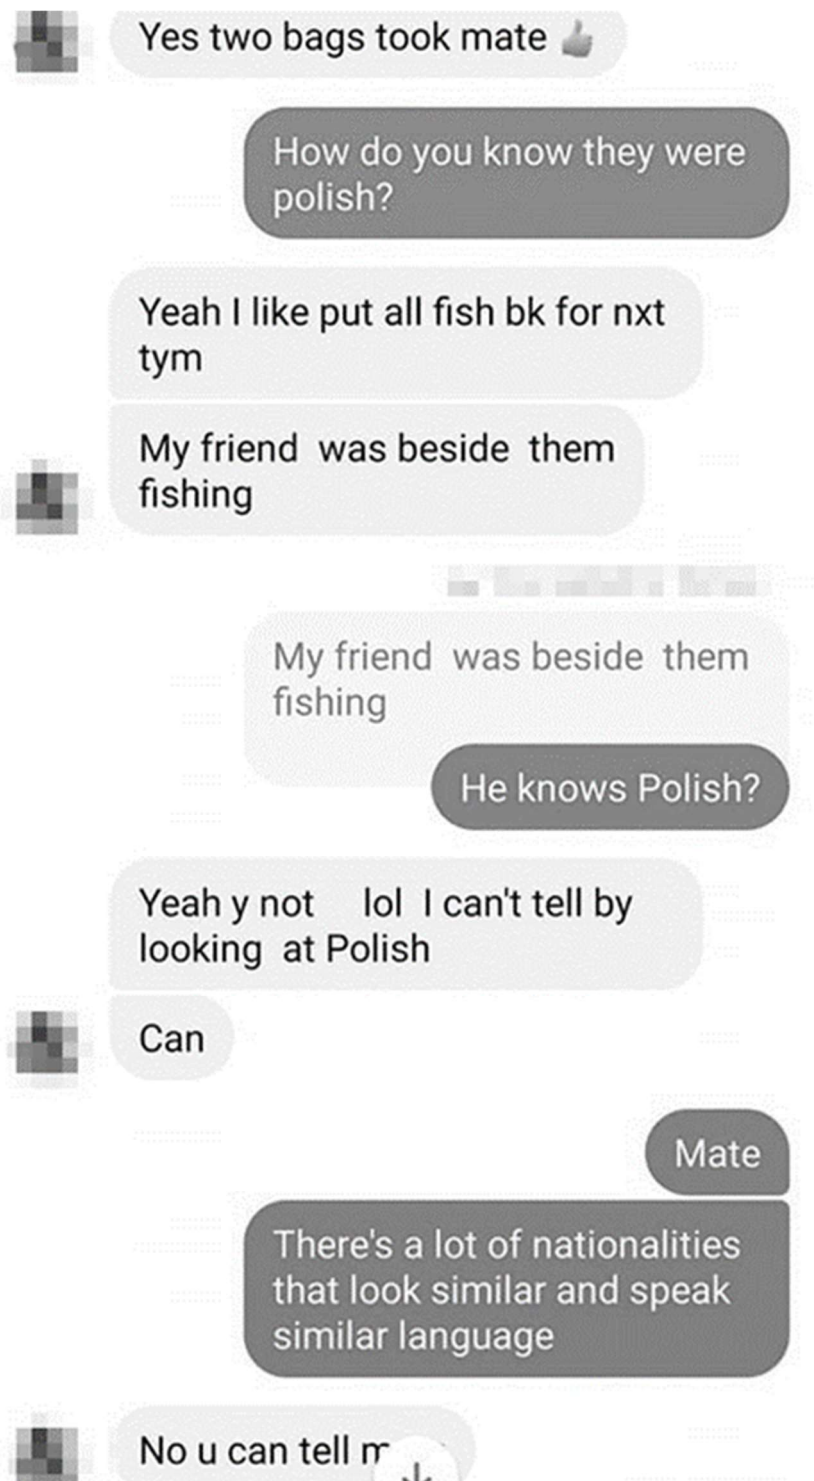 Yes two bags took mate 👍
How do you know they were
polish?
Yeah I like put all fish bk for nxt
tym
My friend was beside them
fishing
My friend was beside them
fishing
He knows Polish?
Yeah y not lol I can't tell by
looking at Polish
Can
Mate
There's a lot of nationalities
that look similar and speak
similar language
No u can tell